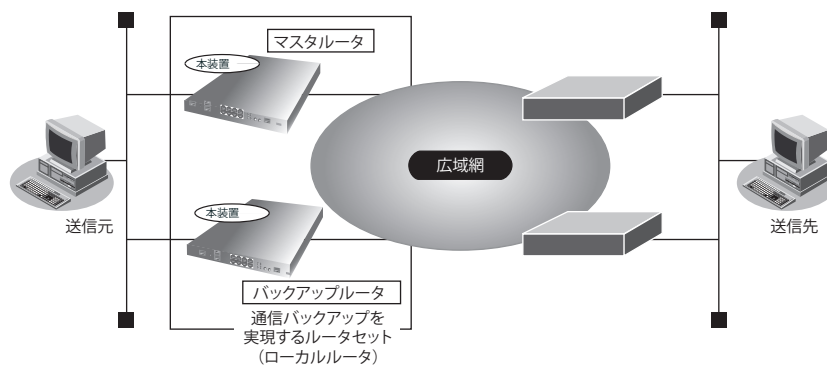 マスタルータ
本装置
広域網
送信元
送信先
本装置
バックアップルータ
通信バックアップを
実現するルータセット
（ローカルルータ）